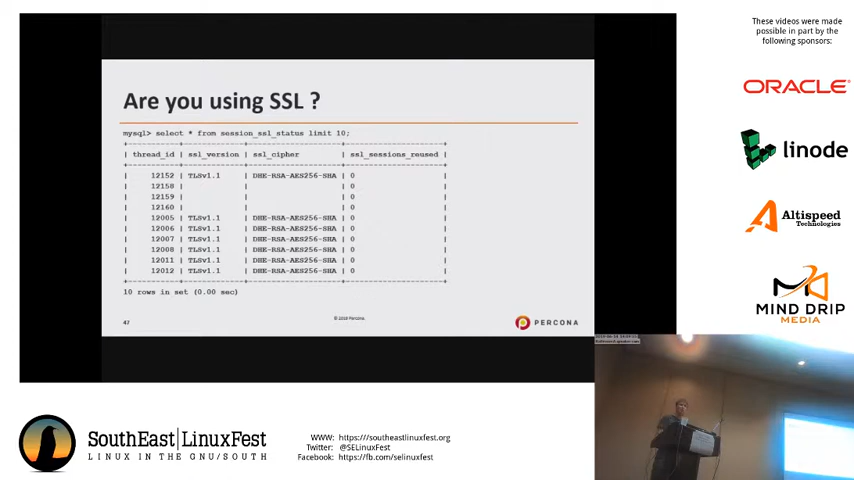 These videos were made
possible in part by the
following sponsors:
ORACLE
linode
Altispeed
Technologies
MIND DRIP
MEDIA
Are you using SSL ?
mysql> select * from session_ssl_status limit 10;
| thread_id | ssl_version | ssl_cipher | ssl_sessions_reused |
| 12152 | TLSv1.1 | DHE-RSA-AES256-SHA | 0 |
| 12158 | | | 0 |
| 12159 | | | 0 |
| 12160 | | | 0 |
| 12005 | TLSv1.1 | DHE-RSA-AES256-SHA | 0 |
| 12006 | TLSv1.1 | DHE-RSA-AES256-SHA | 0 |
| 12007 | TLSv1.1 | DHE-RSA-AES256-SHA | 0 |
| 12008 | TLSv1.1 | DHE-RSA-AES256-SHA | 0 |
| 12011 | TLSv1.1 | DHE-RSA-AES256-SHA | 0 |
| 12012 | TLSv1.1 | DHE-RSA-AES256-SHA | 0 |
10 rows in set (0.00 sec)
47
Percona.
PERCONA
SouthEast|LinuxFest
LINUX IN THE GNU/SOUTH
WWW: https:///southeastlinuxfest.org
Twitter: @SELinuxFest
Facebook: https://fb.com/selinuxfest